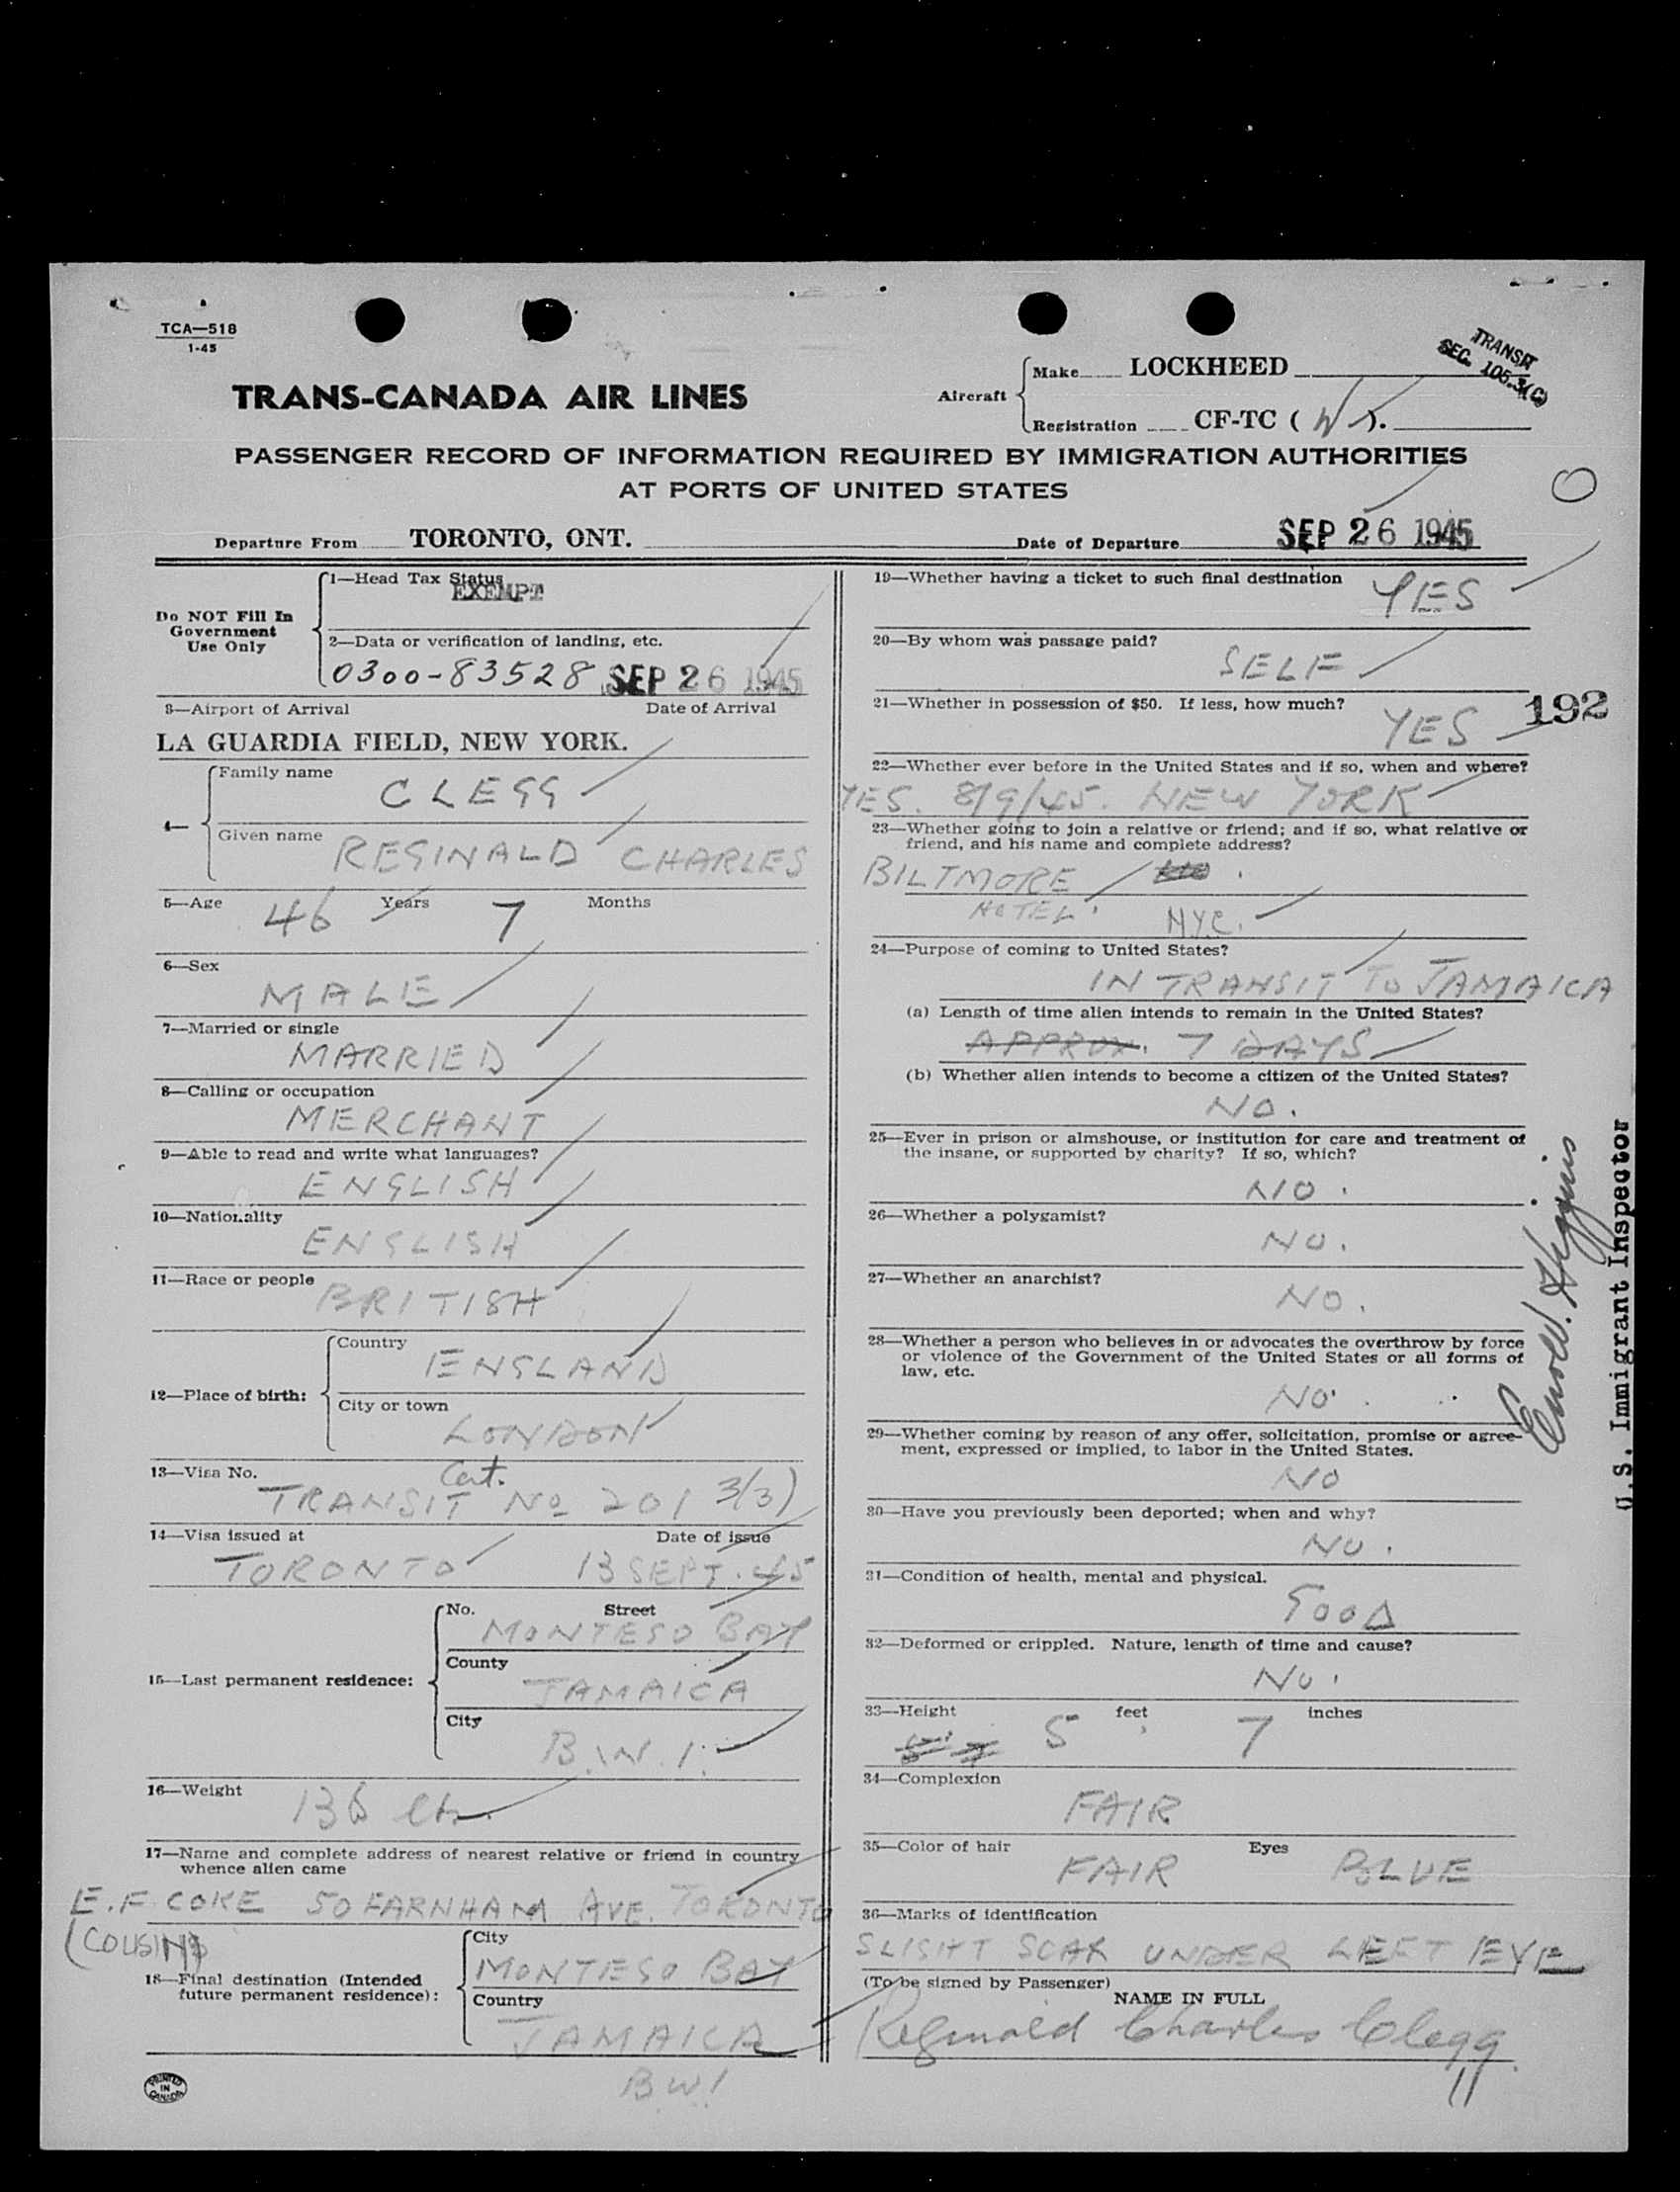 TCA—518
1-45
TRANS-CANADA AIR LINES
Aircraft
Make LOCKHEED
Registration CF-TC ( W ).
TRANSIT
SEC. 105.3(C)
PASSENGER RECORD OF INFORMATION REQUIRED BY IMMIGRATION AUTHORITIES
AT PORTS OF UNITED STATES
O
Departure From TORONTO, ONT. Date of Departure SEP 26 1945
Do NOT Fill In
Government
Use Only
1—Head Tax Status
EXEMPT
2—Data or verification of landing, etc.
0300-83528 SEP 26 1945
3—Airport of Arrival Date of Arrival
LA GUARDIA FIELD, NEW YORK.
4—
Family name
CLEGG
Given name
REGINALD CHARLES
5—Age 46 Years 7 Months
6—Sex
MALE
7—Married or single
MARRIED
8—Calling or occupation
MERCHANT
9—Able to read and write what languages?
ENGLISH
10—Nationality
ENGLISH
11—Race or people
BRITISH
12—Place of birth:
Country
ENGLAND
City or town
LONDON
13—Visa No.
Cert.
TRANSIT No 201 3/3)
14—Visa issued at Date of issue
TORONTO 13 SEPT. 45
15—Last permanent residence:
No. Street
MONTEGO BAY
County
JAMAICA
City
B.W.I.
16—Weight
136 lbs.
17—Name and complete address of nearest relative or friend in country
whence alien came
E.F. COKE 50 FARNHAM AVE. TORONTO
(COUSIN)
18—Final destination (Intended
future permanent residence):
City
MONTEGO BAY
Country
JAMAICA
B W I
PRINTED
IN
CANADA
19—Whether having a ticket to such final destination
YES
20—By whom was passage paid?
SELF
21—Whether in possession of $50. If less, how much?
YES
192
22—Whether ever before in the United States and if so, when and where?
YES. 8/9/45. NEW YORK
23—Whether going to join a relative or friend; and if so, what relative or
friend, and his name and complete address?
BILTMORE
HOTEL. N.Y.C.
24—Purpose of coming to United States?
IN TRANSIT TO JAMAICA
(a) Length of time alien intends to remain in the United States?
APPROX. 7 DAYS
(b) Whether alien intends to become a citizen of the United States?
NO.
25—Ever in prison or almshouse, or institution for care and treatment of
the insane, or supported by charity? If so, which?
NO.
26—Whether a polygamist?
NO.
27—Whether an anarchist?
NO.
28—Whether a person who believes in or advocates the overthrow by force
or violence of the Government of the United States or all forms of
law, etc.
NO.
29—Whether coming by reason of any offer, solicitation, promise or agree-
ment, expressed or implied, to labor in the United States.
NO
30—Have you previously been deported; when and why?
NO.
31—Condition of health, mental and physical.
GOOD
32—Deformed or crippled. Nature, length of time and cause?
NO.
33—Height 5 feet 7 inches
34—Complexion
FAIR
35—Color of hair Eyes
FAIR BLUE
36—Marks of identification
SLIGHT SCAR UNDER LEFT EYE
(To be signed by Passenger)
NAME IN FULL
Reginald Charles Clegg
Higgins
U.S. Immigrant Inspector